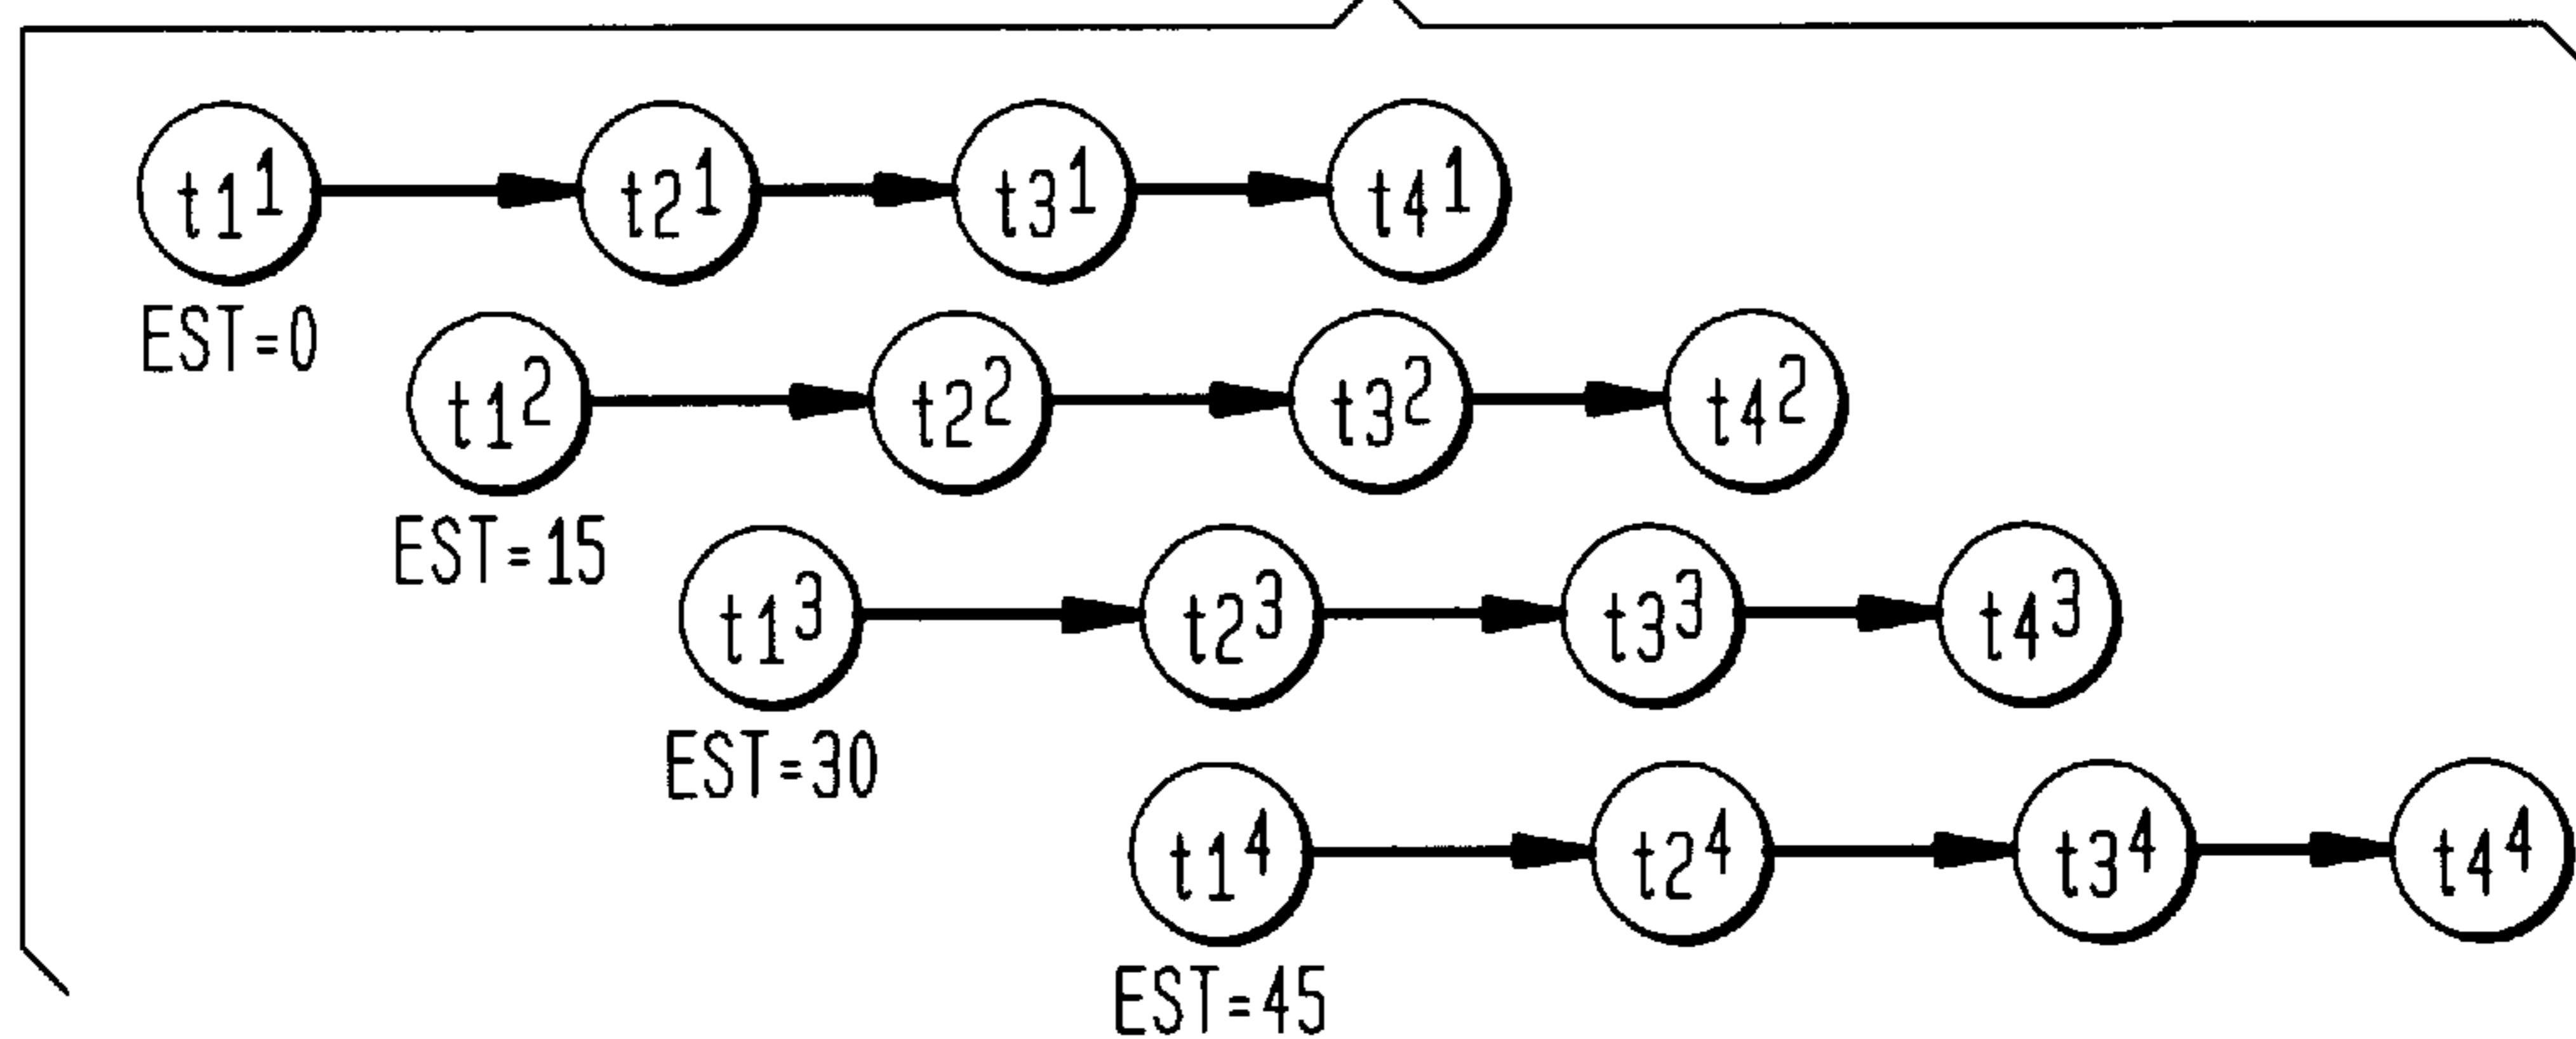 t1¹ t2¹ t3¹ t4¹
EST=0
t1² t2² t3² t4²
EST=15
t1³ t2³ t3³ t4³
EST=30
t1⁴ t2⁴ t3⁴ t4⁴
EST=45